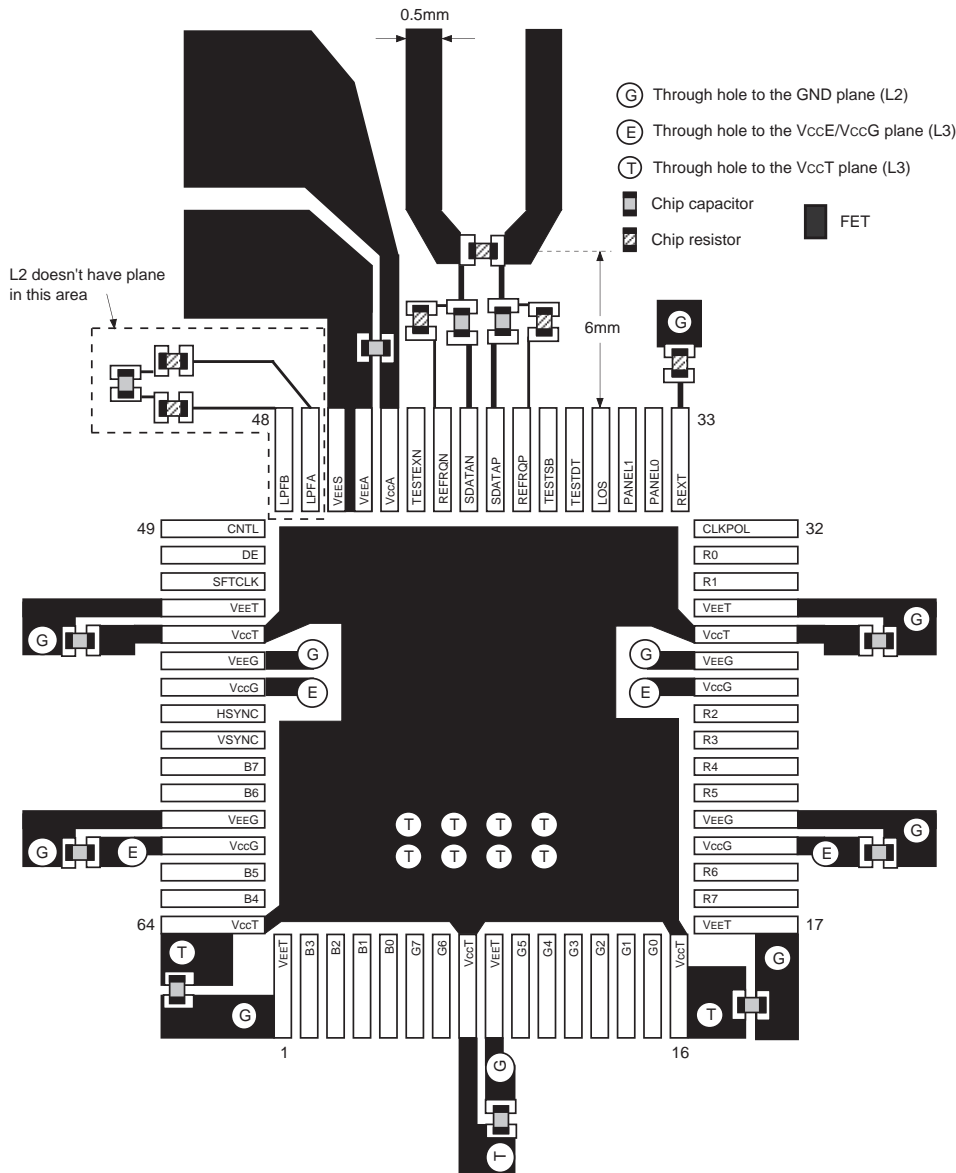 0.5mm
G Through hole to the GND plane (L2)
E Through hole to the VccE/VccG plane (L3)
T Through hole to the VccT plane (L3)
Chip capacitor
Chip resistor
FET
L2 doesn't have plane
in this area
6mm
G
48
33
LPFB
LPFA
VEES
VEEA
VccA
TESTEXN
REFRQN
SDATAN
SDATAP
REFRQP
TESTSB
TESTDT
LOS
PANEL1
PANEL0
REXT
49
CNTL
DE
SFTCLK
VEET
VccT
VEEG
VccG
HSYNC
VSYNC
B7
B6
VEEG
VccG
B5
B4
VccT
64
CLKPOL
32
R0
R1
VEET
VccT
VEEG
VccG
R2
R3
R4
R5
VEEG
VccG
R6
R7
VEET
17
G
G
G
G
E
E
G
G
E
E
G
T T T T
T T T T
T
G
G
T
VEET
B3
B2
B1
B0
G7
G6
VccT
VEET
G5
G4
G3
G2
G1
G0
VccT
1
16
G
T